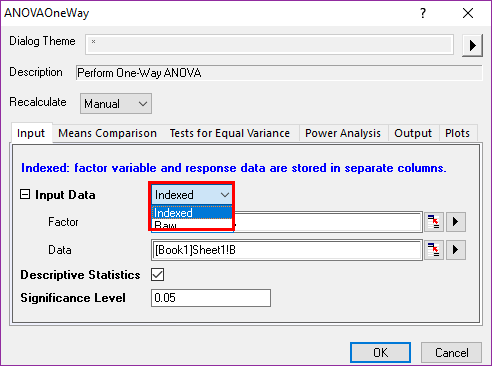 ANOVAOneWay
?
Dialog Theme *
Description Perform One-Way ANOVA
Recalculate Manual
Input Means Comparison Tests for Equal Variance Power Analysis Output Plots
Indexed: factor variable and response data are stored in separate columns.
Input Data Indexed
Indexed
Factor Raw
Data [Book1]Sheet1!B
Descriptive Statistics
Significance Level 0.05
OK Cancel